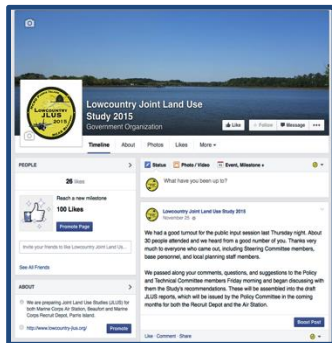 LOWCOUNTRY
JLUS
2015
Lowcountry Joint Land Use
Study 2015
Government Organization
Like
Follow
Message
Timeline
About
Photos
Likes
More
PEOPLE
26 likes
Reach a new milestone
100 Likes
Promote Page
Invite your friends to like Lowcountry Joint Land Us...
See All Friends
ABOUT
We are preparing Joint Land Use Studies (JLUS) for
both Marine Corps Air Station, Beaufort and Marine
Corps Recruit Depot, Parris Island.
http://www.lowcountry-jlus.org/
Promote
Status
Photo / Video
Event, Milestone +
What have you been up to?
Lowcountry Joint Land Use Study 2015
November 25
We had a good turnout for the public input session last Thursday night. About
30 people attended and we heard from a good number of you. Thanks very
much to everyone who came out, including Steering Committee members,
base personnel, and local planning staff members.
We passed along your comments, questions, and suggestions to the Policy
and Technical Committee members Friday morning and began discussing with
them the Study's recommendations. These will be assembled into the draft
JLUS reports, which will be issued by the Policy Committee in the coming
months for both the Recruit Depot and the Air Station.
Boost Post
Like · Comment · Share